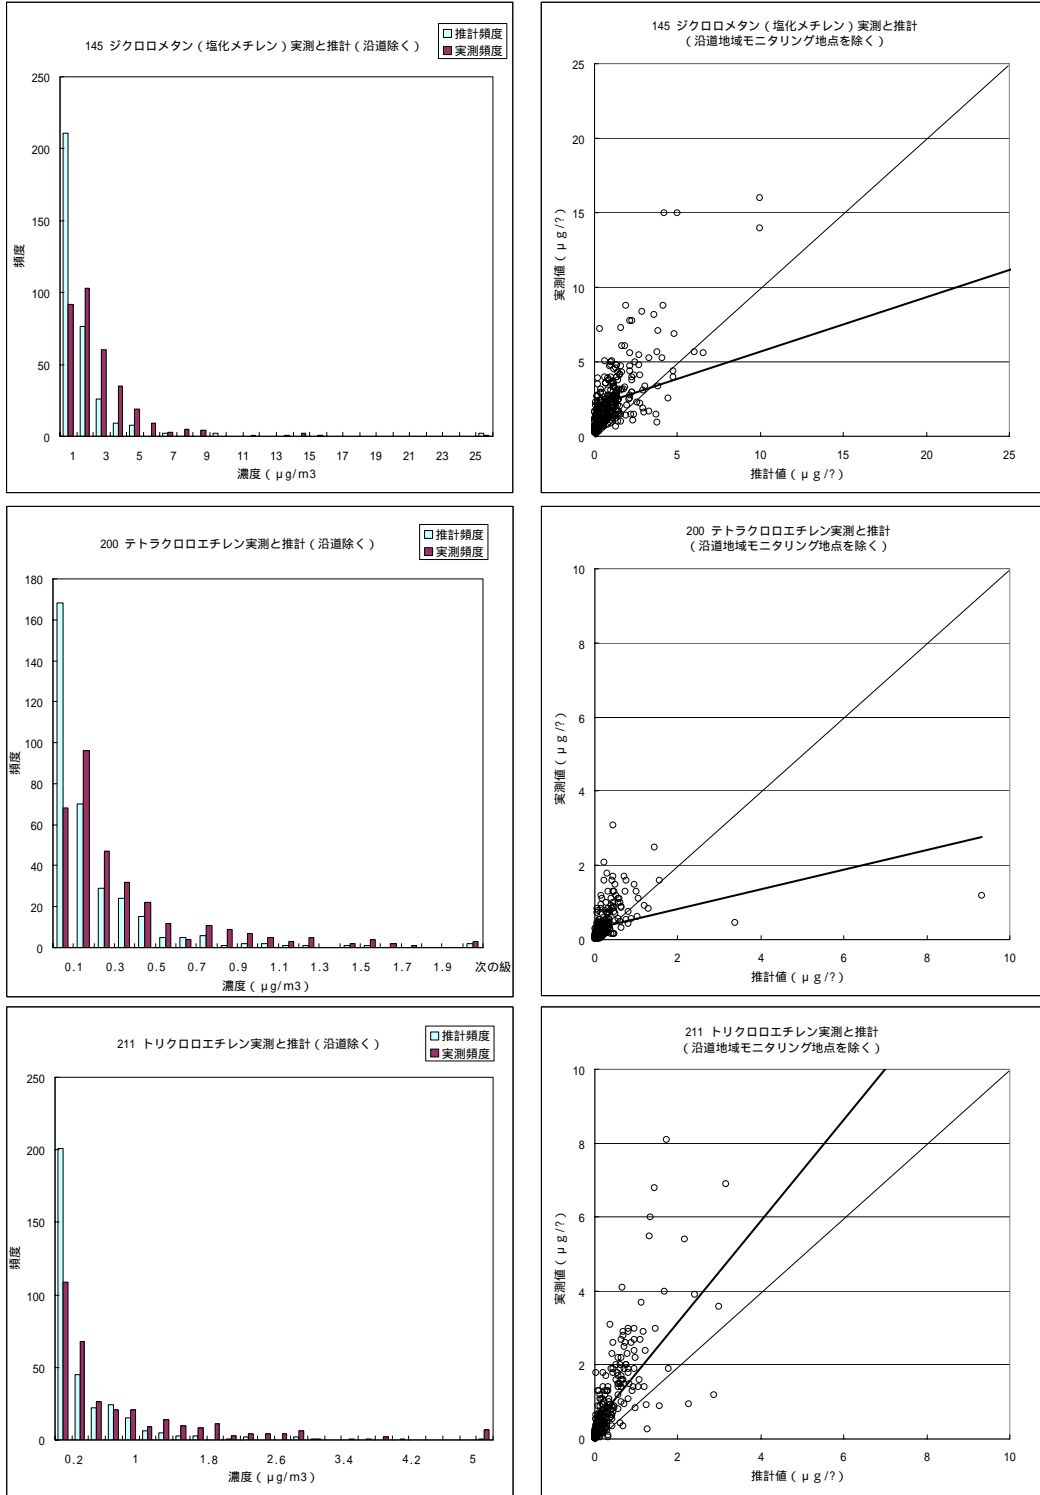 145 ジクロロメタン（塩化メチレン）実測と推計（沿道除く）
推計頻度
実測頻度
250
200
150
100
50
0
頻度
1 3 5 7 9 11 13 15 17 19 21 23 25
濃度（μg/m3
145 ジクロロメタン（塩化メチレン）実測と推計
（沿道地域モニタリング地点を除く）
25
20
15
10
5
0
実測値（μg/?）
0 5 10 15 20 25
推計値（μg/?）
200 テトラクロロエチレン実測と推計（沿道除く）
推計頻度
実測頻度
180
160
140
120
100
80
60
40
20
0
頻度
0.1 0.3 0.5 0.7 0.9 1.1 1.3 1.5 1.7 1.9 次の級
濃度（μg/m3）
200 テトラクロロエチレン実測と推計
（沿道地域モニタリング地点を除く）
10
8
6
4
2
0
実測値（μg/?）
0 2 4 6 8 10
推計値（μg/?）
211 トリクロロエチレン実測と推計（沿道除く）
推計頻度
実測頻度
250
200
150
100
50
0
頻度
0.2 1 1.8 2.6 3.4 4.2 5
濃度（μg/m3）
211 トリクロロエチレン実測と推計
（沿道地域モニタリング地点を除く）
10
8
6
4
2
0
実測値（μg/?）
0 2 4 6 8 10
推計値（μg/?）